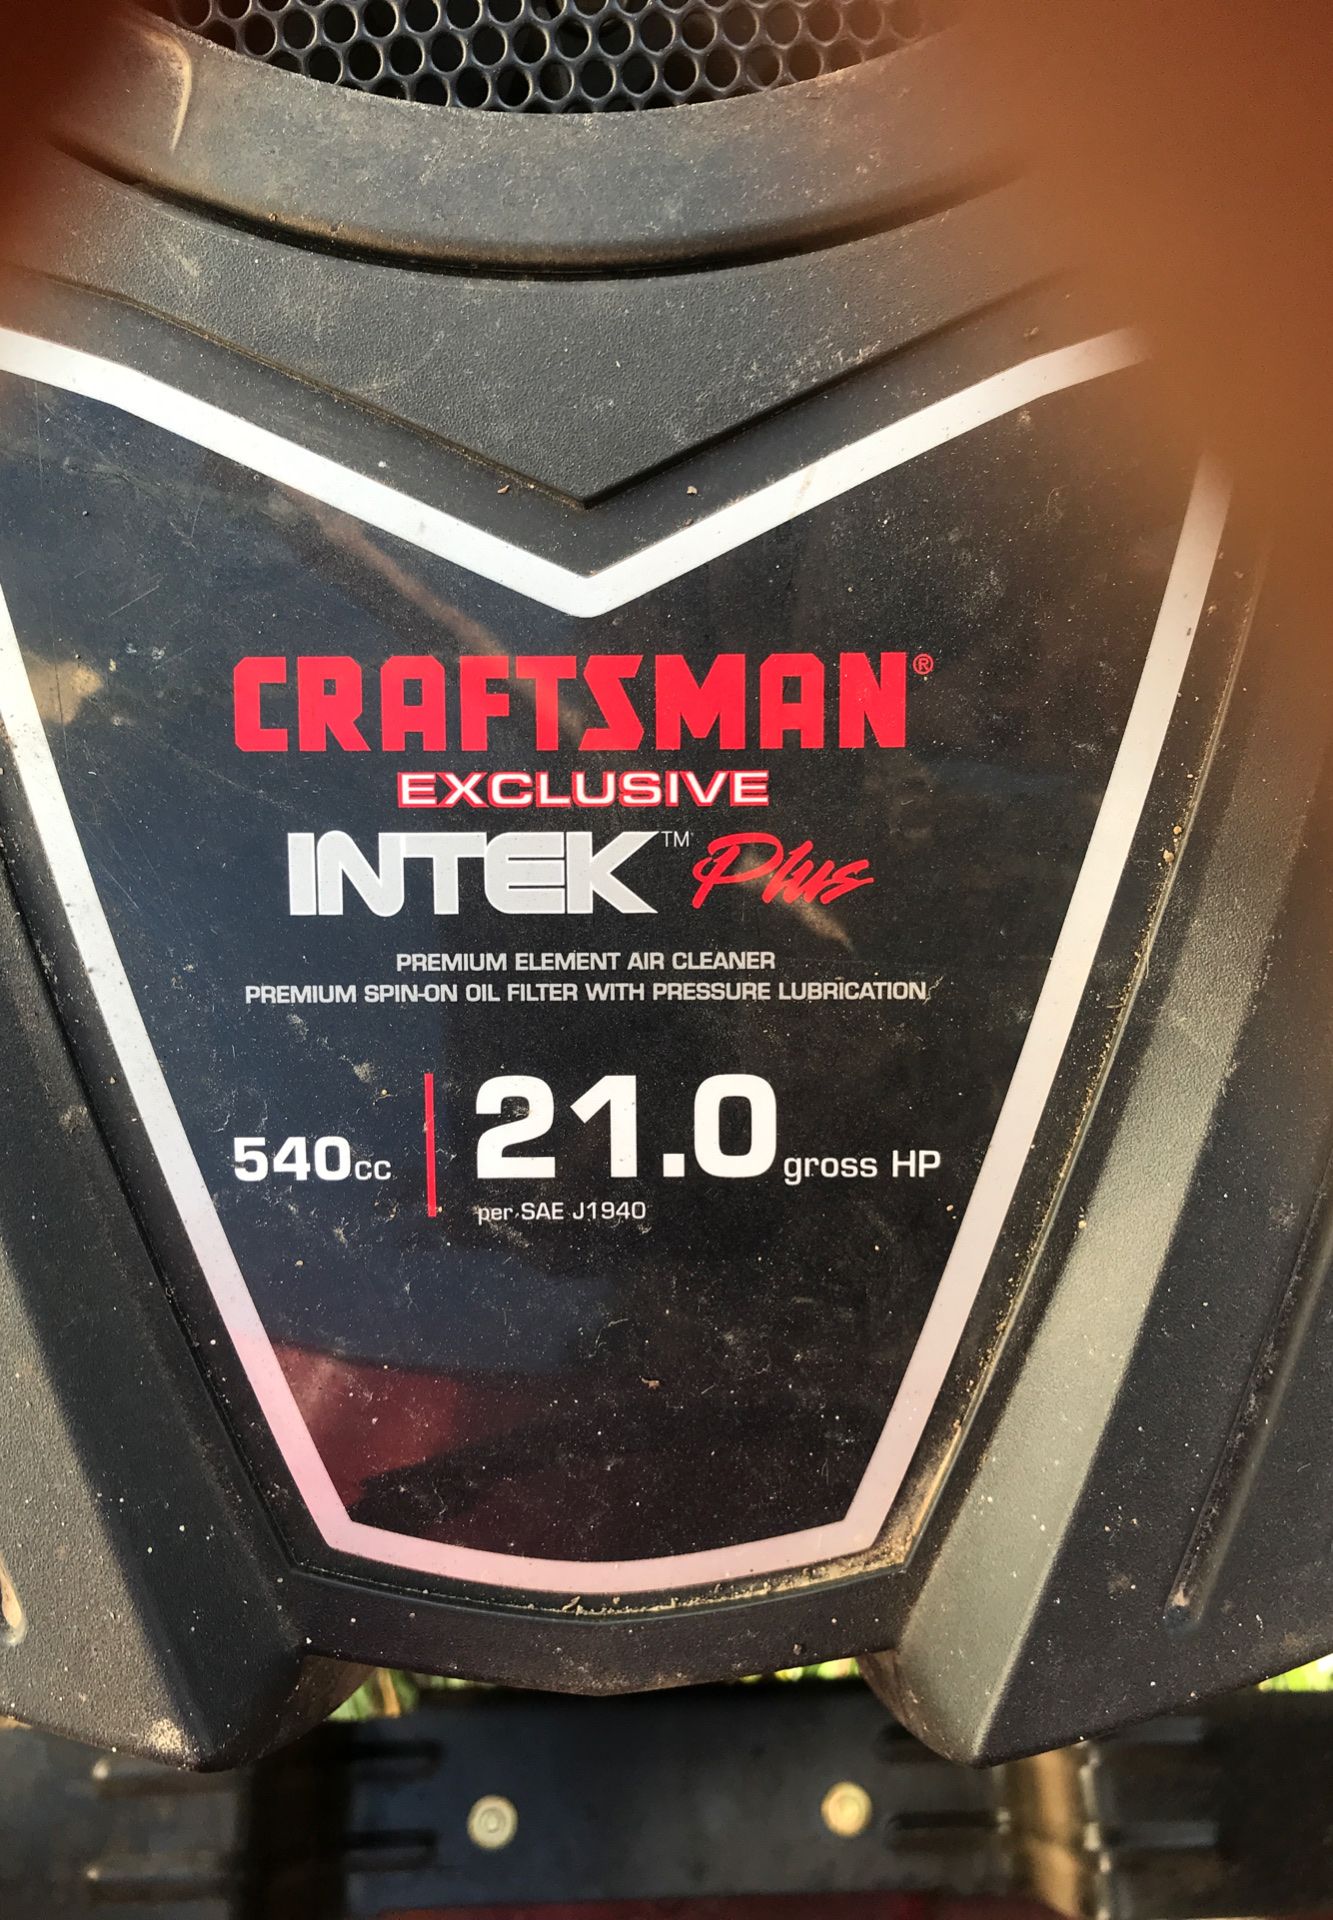 CRAFTSMAN®
EXCLUSIVE
INTEK™ Plus
PREMIUM ELEMENT AIR CLEANER
PREMIUM SPIN-ON OIL FILTER WITH PRESSURE LUBRICATION
540cc 21.0 gross HP
per SAE J1940